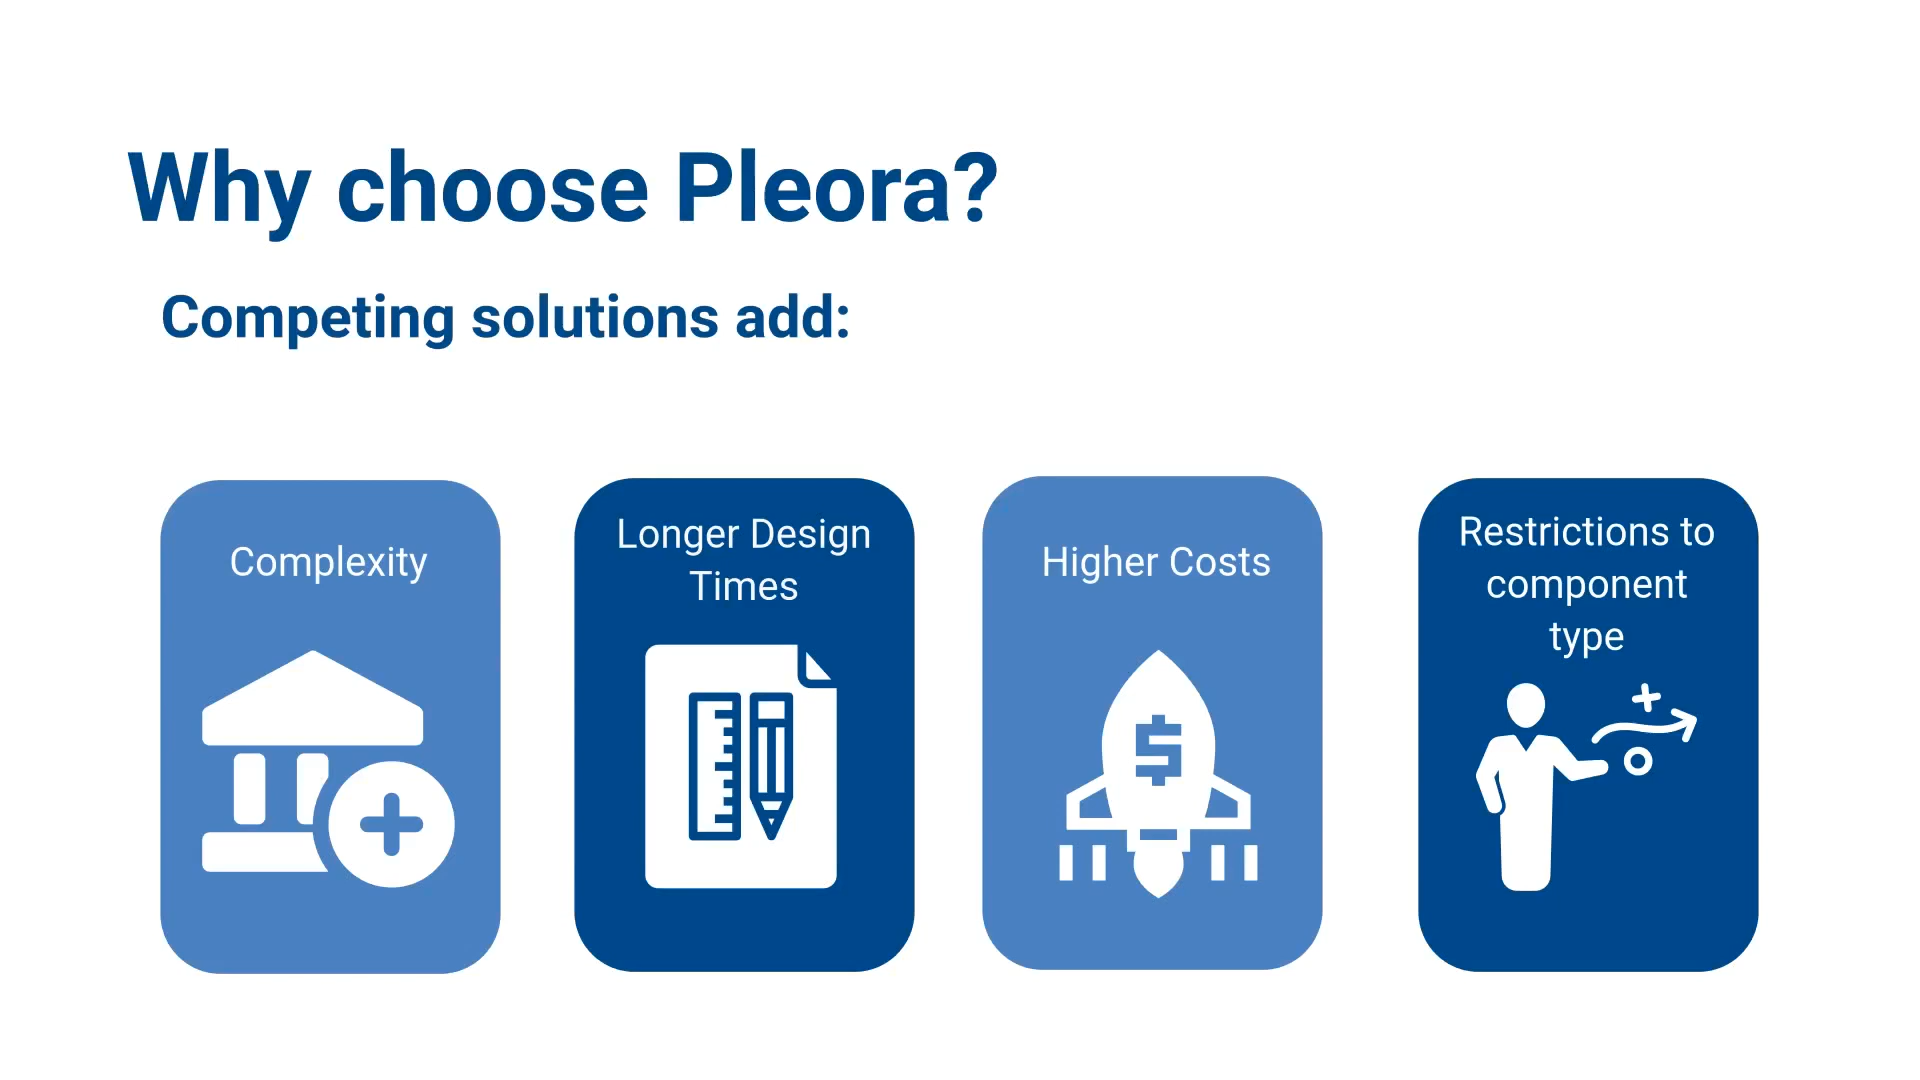 Why choose Pleora?
Competing solutions add:
Complexity
Longer Design
Times
Higher Costs
Restrictions to
component
type